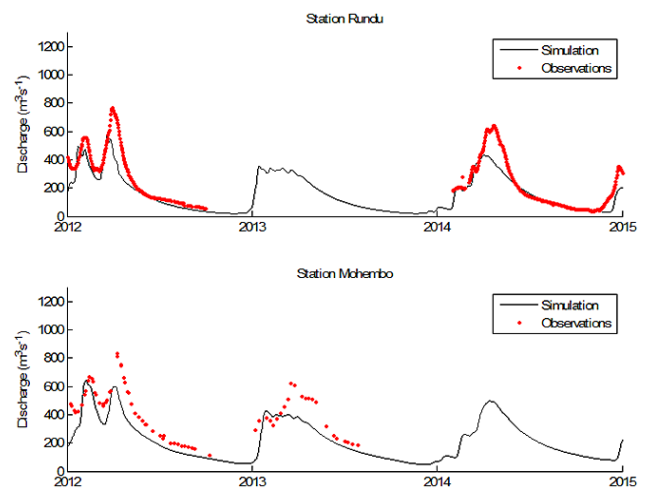 Station Rundu
1200
1000
800
600
400
200
0
Discharge (m³s⁻¹)
Simulation
Observations
2012
2013
2014
2015
Station Mohembo
1200
1000
800
600
400
200
0
Discharge (m³s⁻¹)
Simulation
Observations
2012
2013
2014
2015